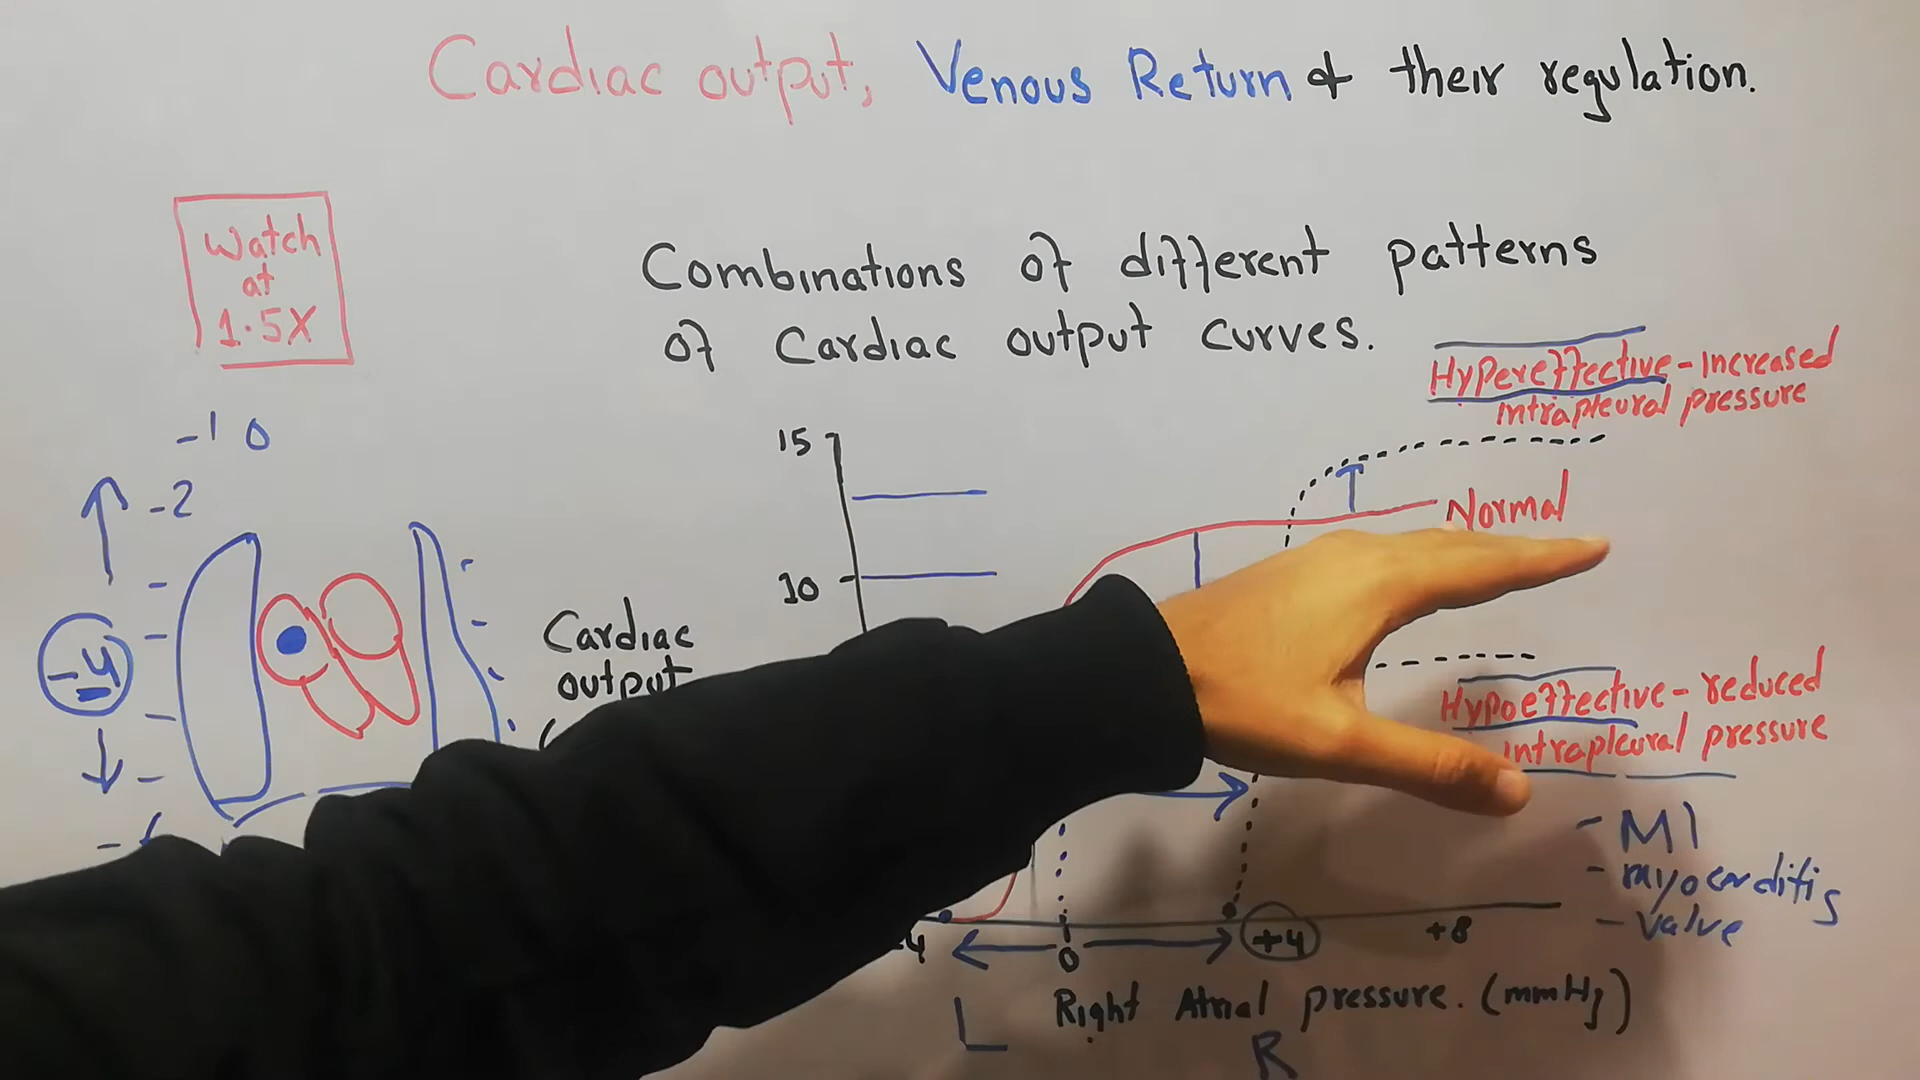 Cardiac output, Venous Return & their regulation.
Watch
at
1.5X
Combinations of different patterns
of Cardiac output curves.
Hypereffective - increased
intrapleural pressure
-1 0
-2
-4
15
10
Normal
Cardiac
output
Hypoeffective - reduced
intrapleural pressure
- MI
- myocarditis
- valve
0
+4
+8
Right Atrial pressure. (mmHg)
L
R